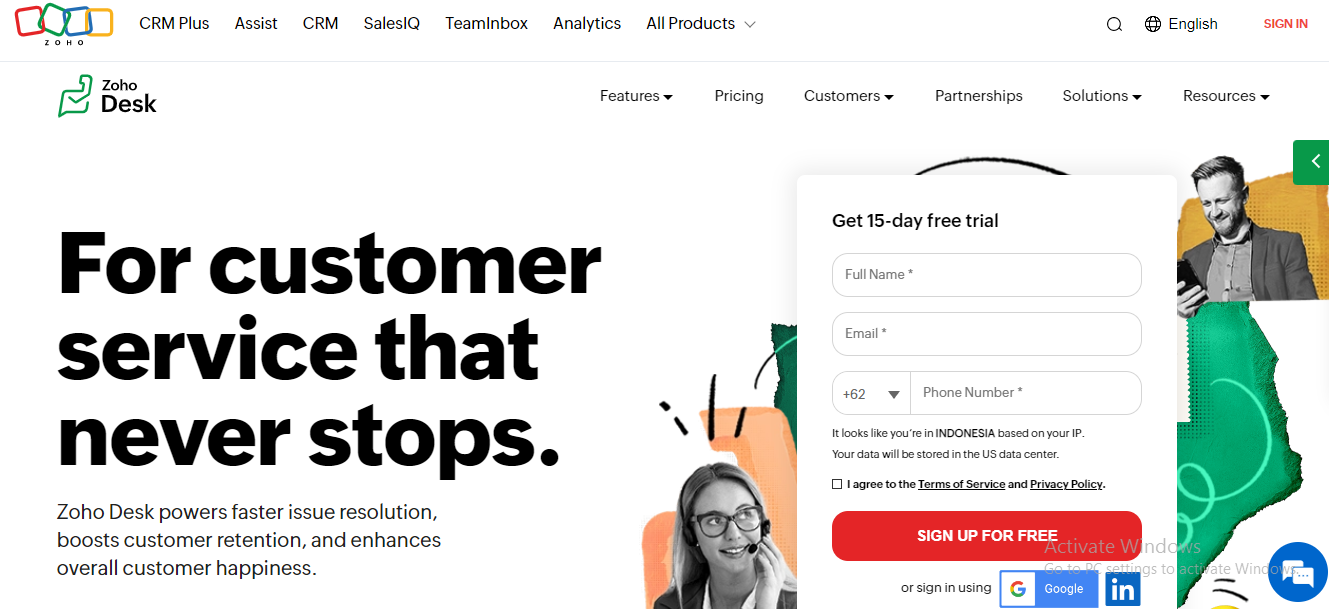 CRM Plus Assist CRM SalesIQ TeamInbox Analytics All Products English SIGN IN
ZOHO
Zoho
Desk
Features Pricing Customers Partnerships Solutions Resources
For customer
service that
never stops.
Zoho Desk powers faster issue resolution,
boosts customer retention, and enhances
overall customer happiness.
Get 15-day free trial
Full Name *
Email *
+62 Phone Number *
It looks like you’re in INDONESIA based on your IP.
Your data will be stored in the US data center.
I agree to the Terms of Service and Privacy Policy.
SIGN UP FOR FREE
Activate Windows
Go to PC settings to activate Windows.
or sign in using G Google in